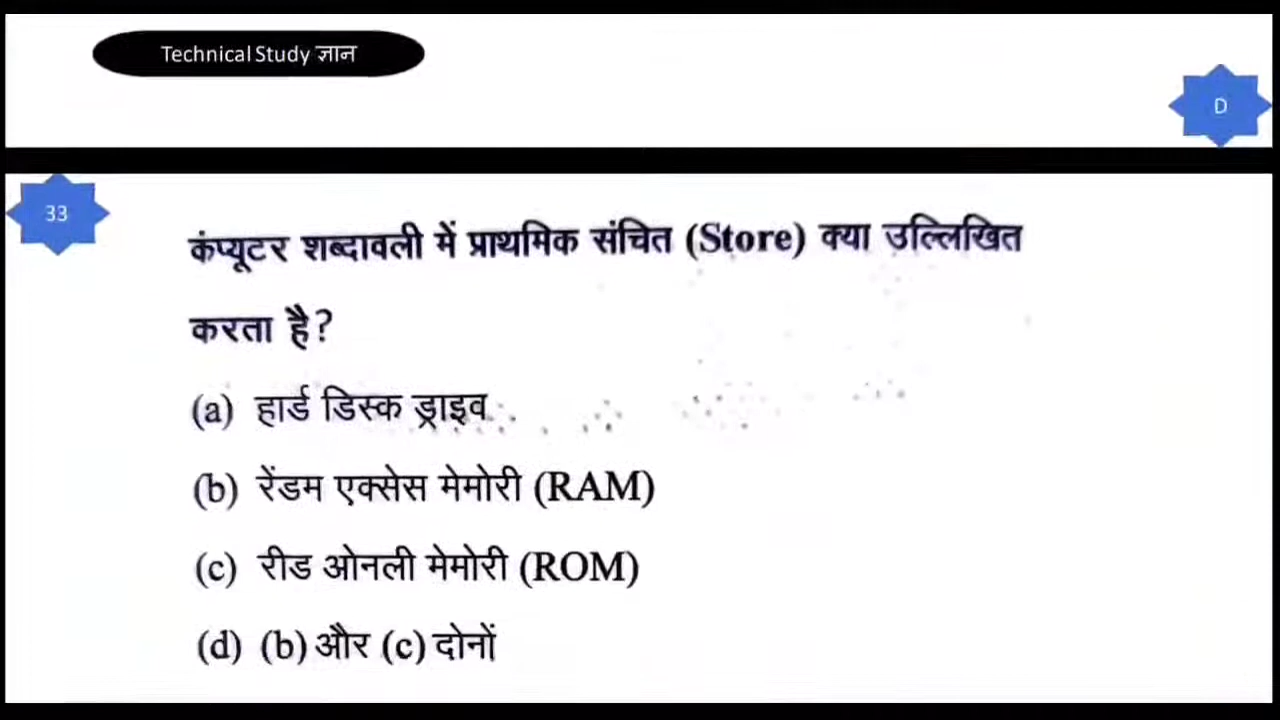 Technical Study ज्ञान
D
33
कंप्यूटर शब्दावली में प्राथमिक संचित (Store) क्या उल्लिखित
करता है?
(a) हार्ड डिस्क ड्राइव
(b) रेंडम एक्सेस मेमोरी (RAM)
(c) रीड ओनली मेमोरी (ROM)
(d) (b) और (c) दोनों